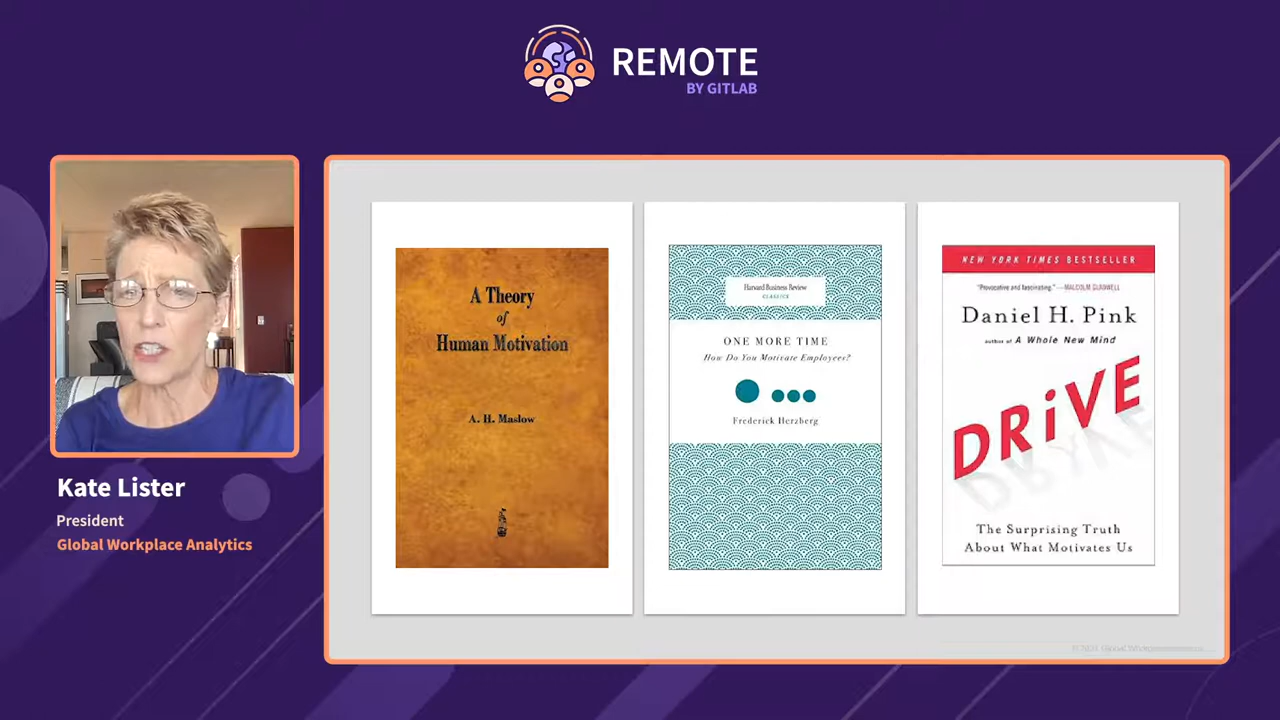 REMOTE
BY GITLAB
Kate Lister
President
Global Workplace Analytics
A Theory
of
Human Motivation
A. H. Maslow
Harvard Business Review
CLASSICS
ONE MORE TIME
How Do You Motivate Employees?
Frederick Herzberg
NEW YORK TIMES BESTSELLER
"Provocative and fascinating." —MALCOLM GLADWELL
Daniel H. Pink
author of A Whole New Mind
DRiVE
The Surprising Truth
About What Motivates Us